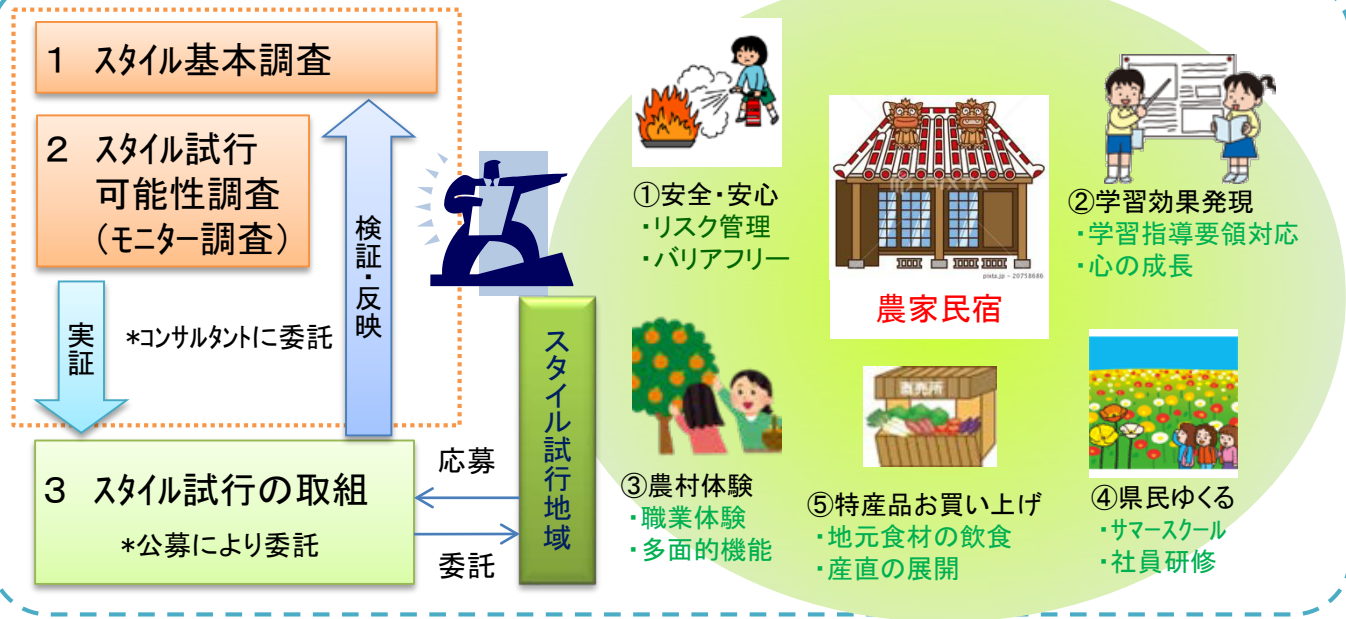 １ ｽﾀｲﾙ基本調査
２ ｽﾀｲﾙ試行
可能性調査
（ﾓﾆﾀｰ調査）
検証・反映
実証
*ｺﾝｻﾙﾀﾝﾄに委託
３ ｽﾀｲﾙ試行の取組
*公募により委託
応募
委託
スタイル試行地域
①安全・安心
・リスク管理
・バリアフリー
農家民宿
PIXTA
pixta.jp - 20758686
②学習効果発現
・学習指導要領対応
・心の成長
③農村体験
・職業体験
・多面的機能
直売所
⑤特産品お買い上げ
・地元食材の飲食
・産直の展開
④県民ゆくる
・ｻﾏｰｽｸｰﾙ
・社員研修